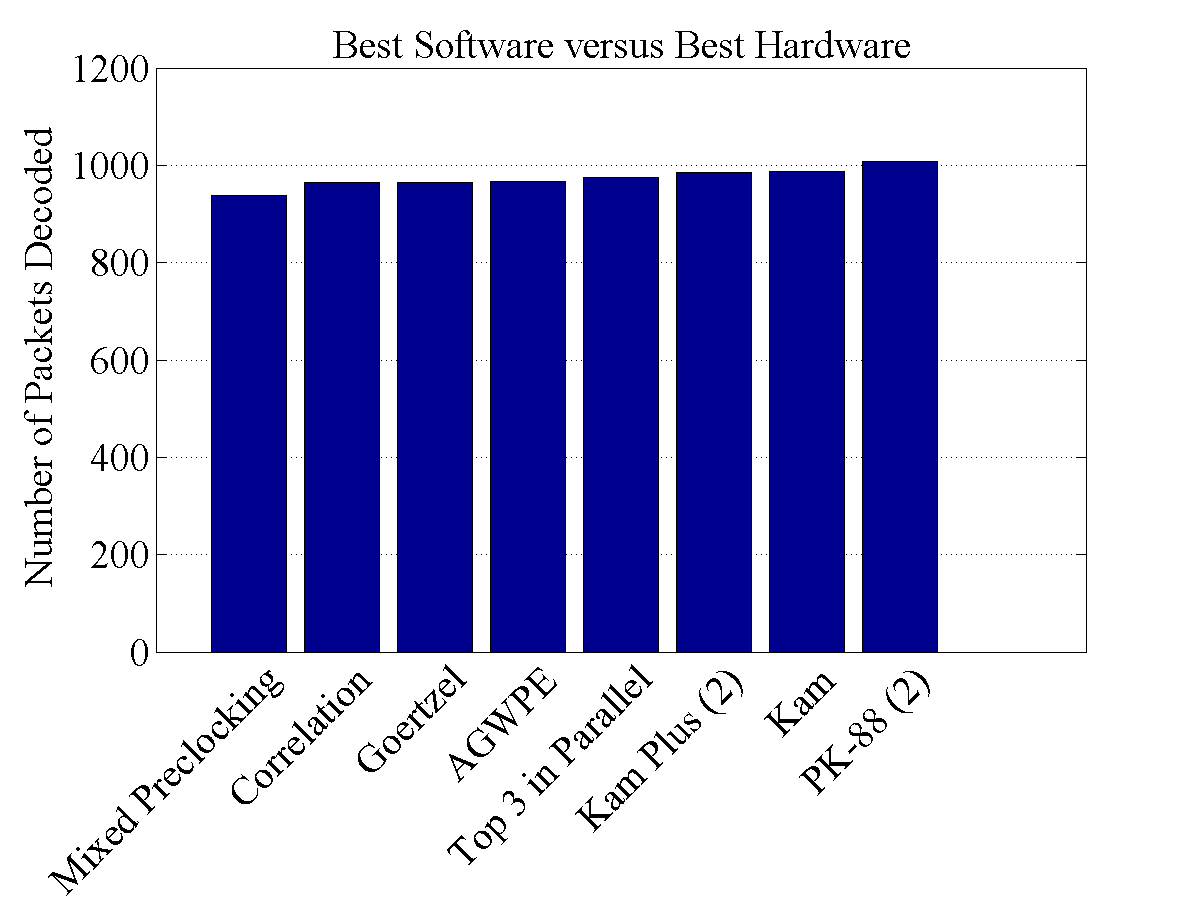 Best Software versus Best Hardware
Number of Packets Decoded
1200
1000
800
600
400
200
0
Mixed Preclocking
Correlation
Goertzel
AGWPE
Top 3 in Parallel
Kam Plus (2)
Kam
PK-88 (2)